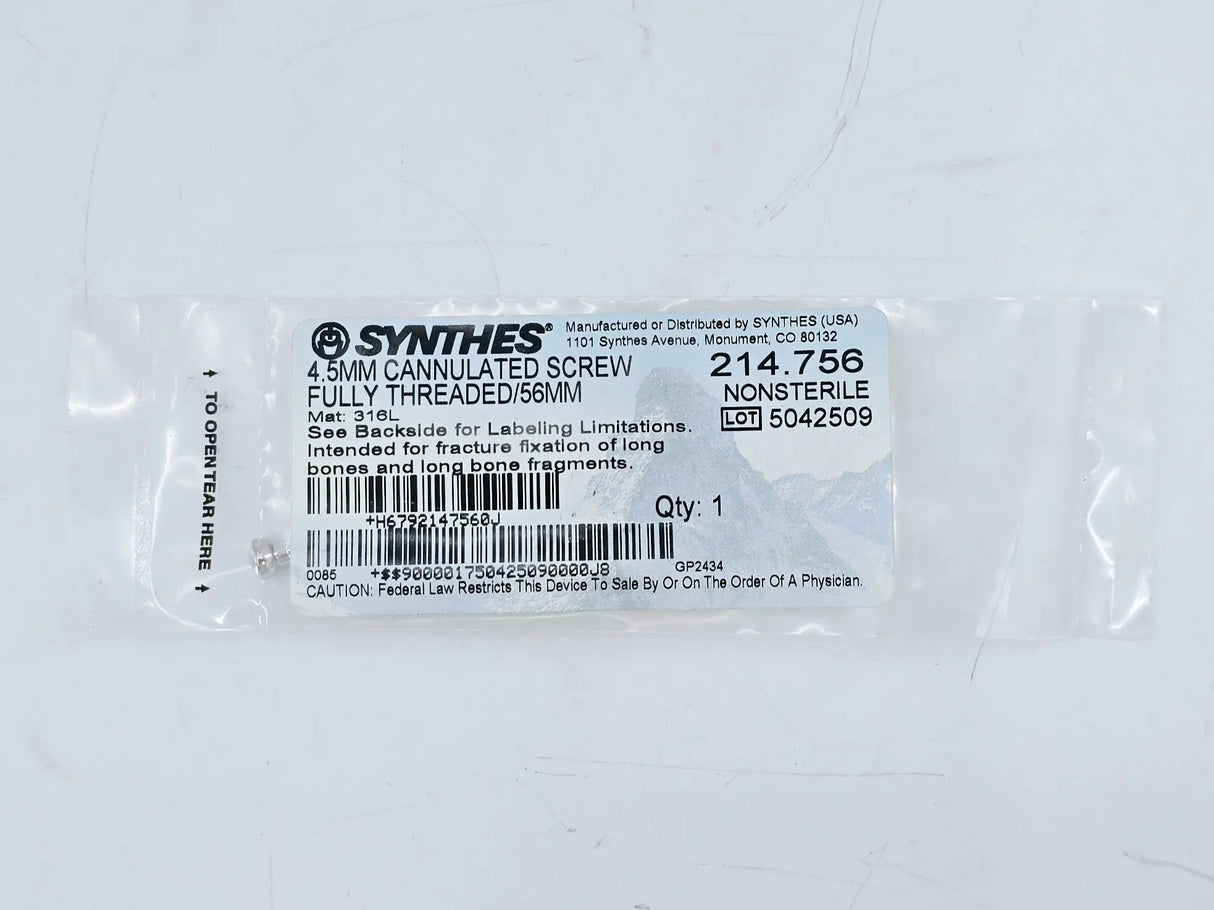 TO OPEN TEAR HERE
SYNTHES®
Manufactured or Distributed by SYNTHES (USA)
1101 Synthes Avenue, Monument, CO 80132
4.5MM CANNULATED SCREW
FULLY THREADED/56MM
214.756
NONSTERILE
LOT 5042509
Mat: 316L
See Backside for Labeling Limitations.
Intended for fracture fixation of long
bones and long bone fragments.
+H6792147560J
Qty: 1
0085 +$$9000017504250900000J8 GP2434
CAUTION: Federal Law Restricts This Device To Sale By Or On The Order Of A Physician.